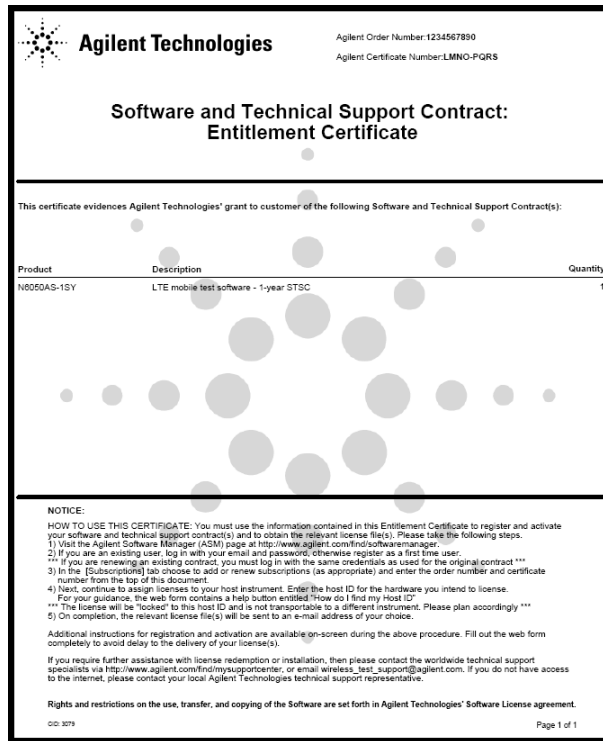 Agilent Technologies
Agilent Order Number:1234567890
Agilent Certificate Number:LMNO-PQRS
Software and Technical Support Contract:
Entitlement Certificate
This certificate evidences Agilent Technologies' grant to customer of the following Software and Technical Support Contract(s):
Product Description Quantity
N6050AS-1SY LTE mobile test software - 1-year STSC 1
NOTICE:
HOW TO USE THIS CERTIFICATE: You must use the information contained in this Entitlement Certificate to register and activate
your software and technical support contract(s) and to obtain the relevant license file(s). Please take the following steps.
1) Visit the Agilent Software Manager (ASM) page at http://www.agilent.com/find/softwaremanager.
2) If you are an existing user, log in with your email and password, otherwise register as a first time user.
*** If you are renewing an existing contract, you must log in with the same credentials as used for the original contract ***
3) In the [Subscriptions] tab choose to add or renew subscriptions (as appropriate) and enter the order number and certificate
number from the top of this document.
4) Next, continue to assign licenses to your host instrument. Enter the host ID for the hardware you intend to license.
For your guidance, the web form contains a help button entitled "How do I find my Host ID"
*** The license will be "locked" to this host ID and is not transportable to a different instrument. Please plan accordingly ***
5) On completion, the relevant license file(s) will be sent to an e-mail address of your choice.
Additional instructions for registration and activation are available on-screen during the above procedure. Fill out the web form
completely to avoid delay to the delivery of your license(s).
If you require further assistance with license redemption or installation, then please contact the worldwide technical support
specialists via http://www.agilent.com/find/mysupportcenter, or email wireless_test_support@agilent.com. If you do not have access
to the internet, please contact your local Agilent Technologies technical support representative.
Rights and restrictions on the use, transfer, and copying of the Software are set forth in Agilent Technologies' Software License agreement.
CID: 3079
Page 1 of 1